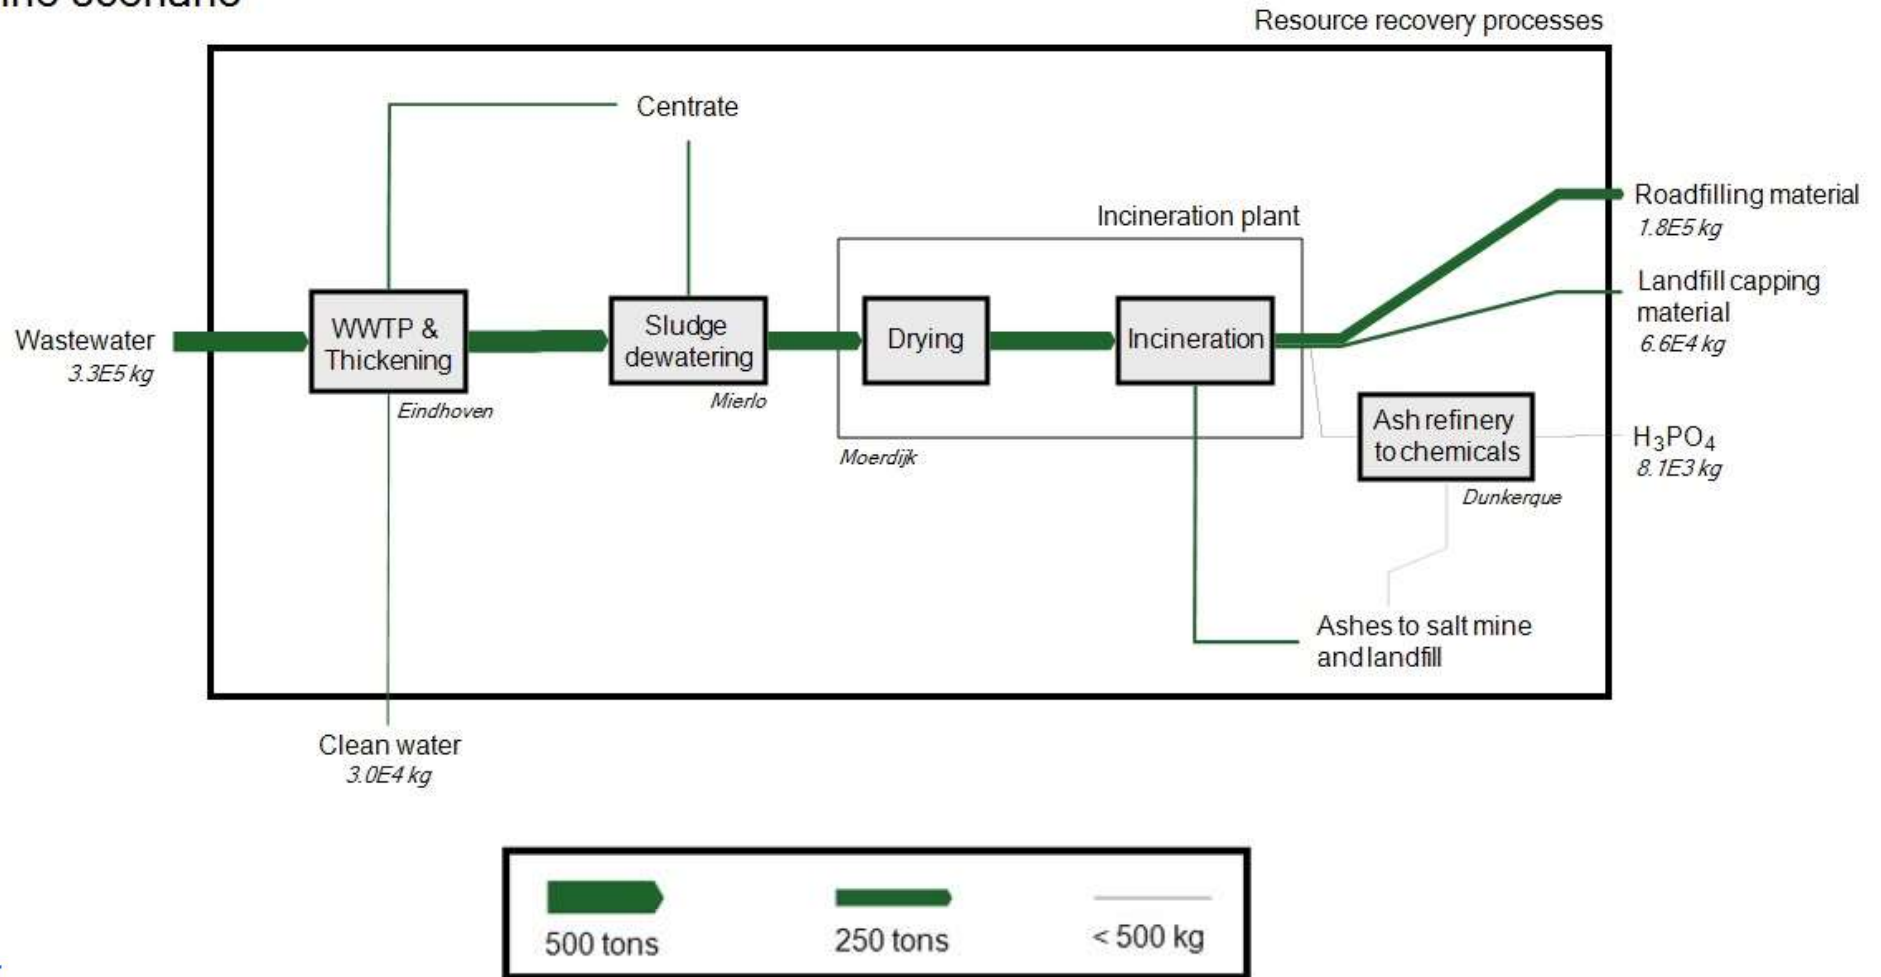 scenario
Resource recovery processes
Centrate
Incineration plant
Roadfilling material
1.8E5 kg
Landfill capping
material
6.6E4 kg
Wastewater
3.3E5 kg
WWTP &
Thickening
Eindhoven
Sludge
dewatering
Mierlo
Drying
Incineration
Moerdijk
Ash refinery
to chemicals
Dunkerque
H₃PO₄
8.1E3 kg
Ashes to salt mine
and landfill
Clean water
3.0E4 kg
500 tons
250 tons
< 500 kg